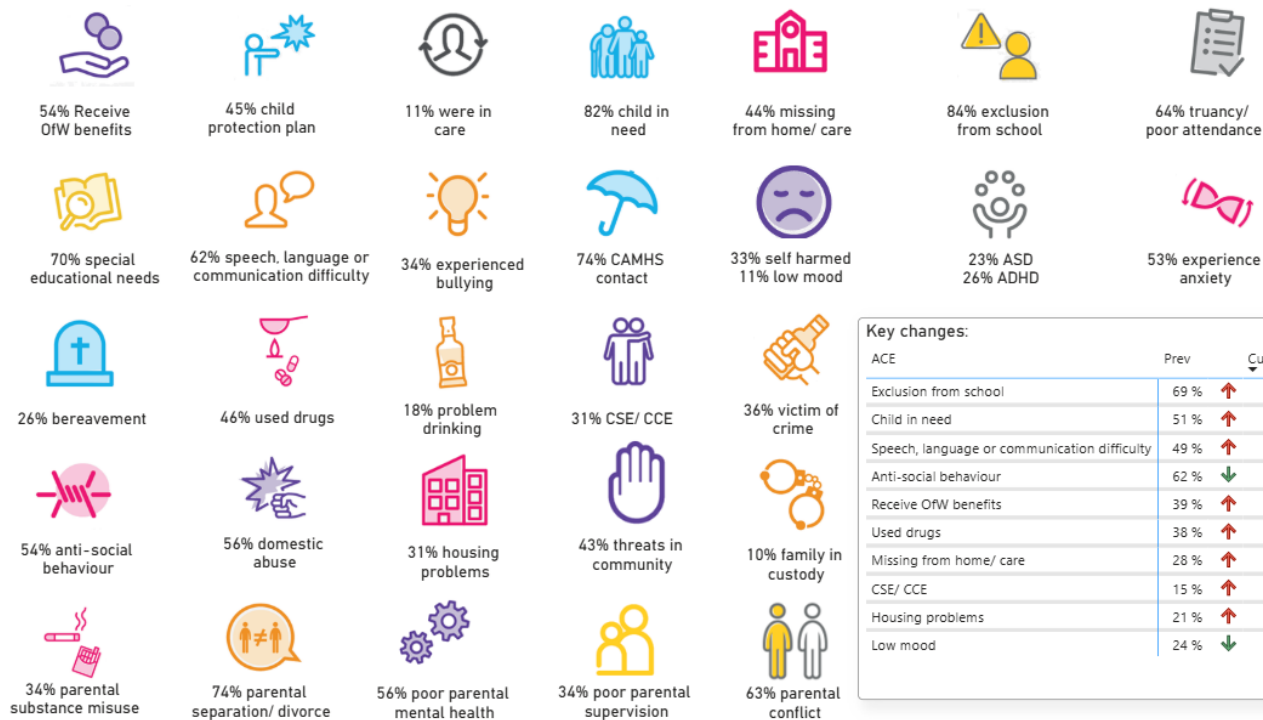 54% Receive
OfW benefits
45% child
protection plan
11% were in
care
82% child in
need
44% missing
from home/ care
84% exclusion
from school
64% truancy/
poor attendance
70% special
educational needs
62% speech, language or
communication difficulty
34% experienced
bullying
74% CAMHS
contact
33% self harmed
11% low mood
23% ASD
26% ADHD
53% experience
anxiety
26% bereavement
46% used drugs
18% problem
drinking
31% CSE/ CCE
36% victim of
crime
54% anti-social
behaviour
56% domestic
abuse
31% housing
problems
43% threats in
community
10% family in
custody
34% parental
substance misuse
74% parental
separation/ divorce
56% poor parental
mental health
34% poor parental
supervision
63% parental
conflict
Key changes:
ACE Prev Cu
Exclusion from school 69 %
Child in need 51 %
Speech, language or communication difficulty 49 %
Anti-social behaviour 62 %
Receive OfW benefits 39 %
Used drugs 38 %
Missing from home/ care 28 %
CSE/ CCE 15 %
Housing problems 21 %
Low mood 24 %